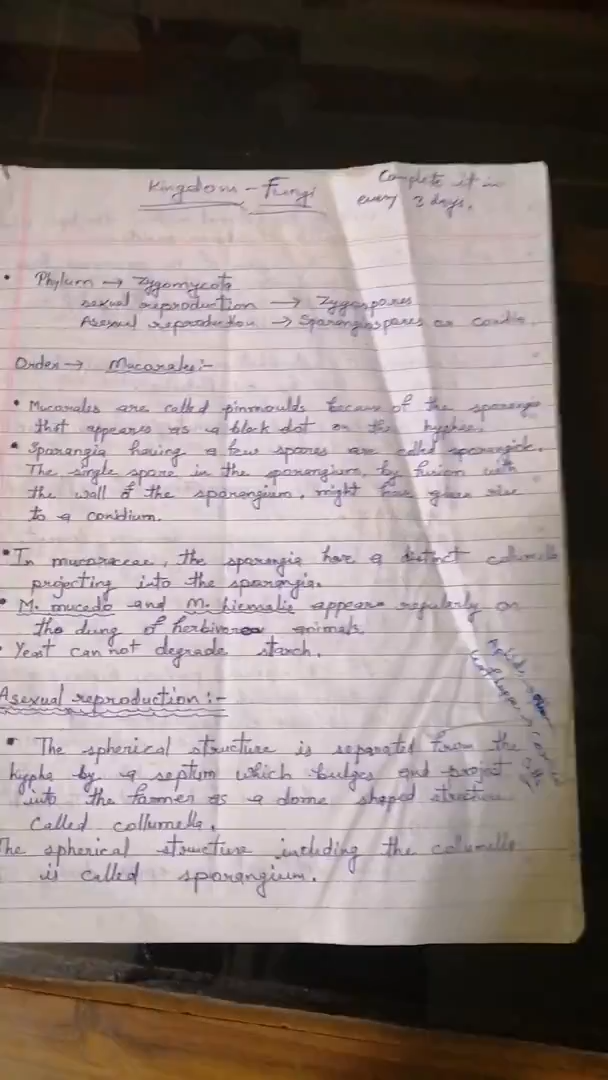 Kingdom - Fungi
Complete it in
every 3 days.
• Phylum → Zygomycota
sexual reproduction → Zygospores
Asexual reproduction → Sporangiospores or conidia.
Order → Mucorales:-
• Mucorales are called pinmoulds because of the sporangia
that appears as a black dot on the hyphae.
• Sporangia having a few spores are called sporangiole.
The single spore in the sporangium, by fusion with
the wall of the sporangium, might have given rise
to a conidium.
• In mucoraceae, the sporangia have a distinct columella
projecting into the sporangia.
• M. mucedo and M. hiemalis appears regularly on
the dung of herbivores animals.
• Yeast can not degrade starch.
Asexual reproduction :-
• The spherical structure is separated from the
hypha by a septum which bulges and project
into the former as a dome shaped structure
called collumella.
The spherical structure including the collumella
is called sporangium.